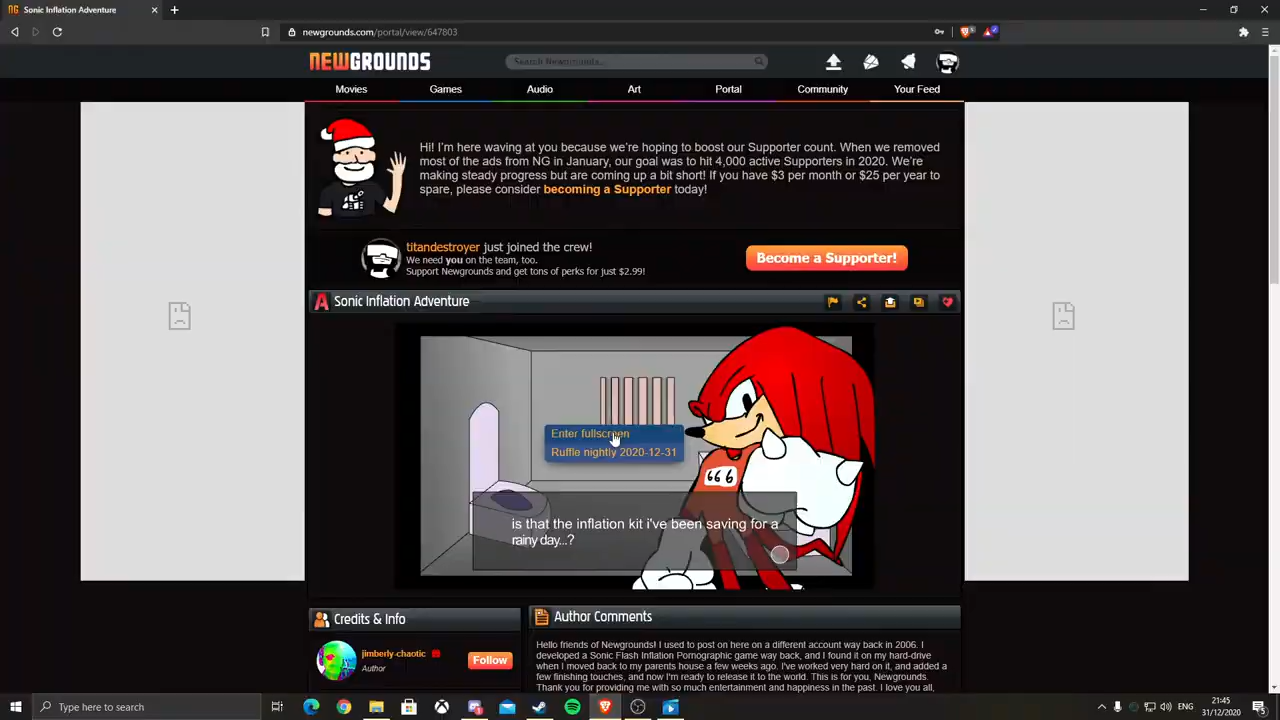 Sonic Inflation Adventure
newgrounds.com/portal/view/647803
NEWGROUNDS
Search Newgrounds...
Movies
Games
Audio
Art
Portal
Community
Your Feed
Hi! I'm here waving at you because we're hoping to boost our Supporter count. When we removed
most of the ads from NG in January, our goal was to hit 4,000 active Supporters in 2020. We're
making steady progress but are coming up a bit short! If you have $3 per month or $25 per year to
spare, please consider becoming a Supporter today!
titandestroyer just joined the crew!
We need you on the team, too.
Support Newgrounds and get tons of perks for just $2.99!
Become a Supporter!
A Sonic Inflation Adventure
Enter fullscreen
Ruffle nightly 2020-12-31
666
is that the inflation kit i've been saving for a
rainy day...?
Credits & Info
jimberly-chaotic
Author
Follow
Author Comments
Hello friends of Newgrounds! I used to post on here on a different account way back in 2006. I
developed a Sonic Flash Inflation Pornographic game way back, and I found it on my hard-drive
when I moved back to my parents house a few weeks ago. I've worked very hard on it, and added a
few finishing touches, and now I'm ready to release it to the world. This is for you, Newgrounds.
Thank you for providing me with so much entertainment and happiness in the past. I love you all,
Type here to search
ENG
21:45
31/12/2020